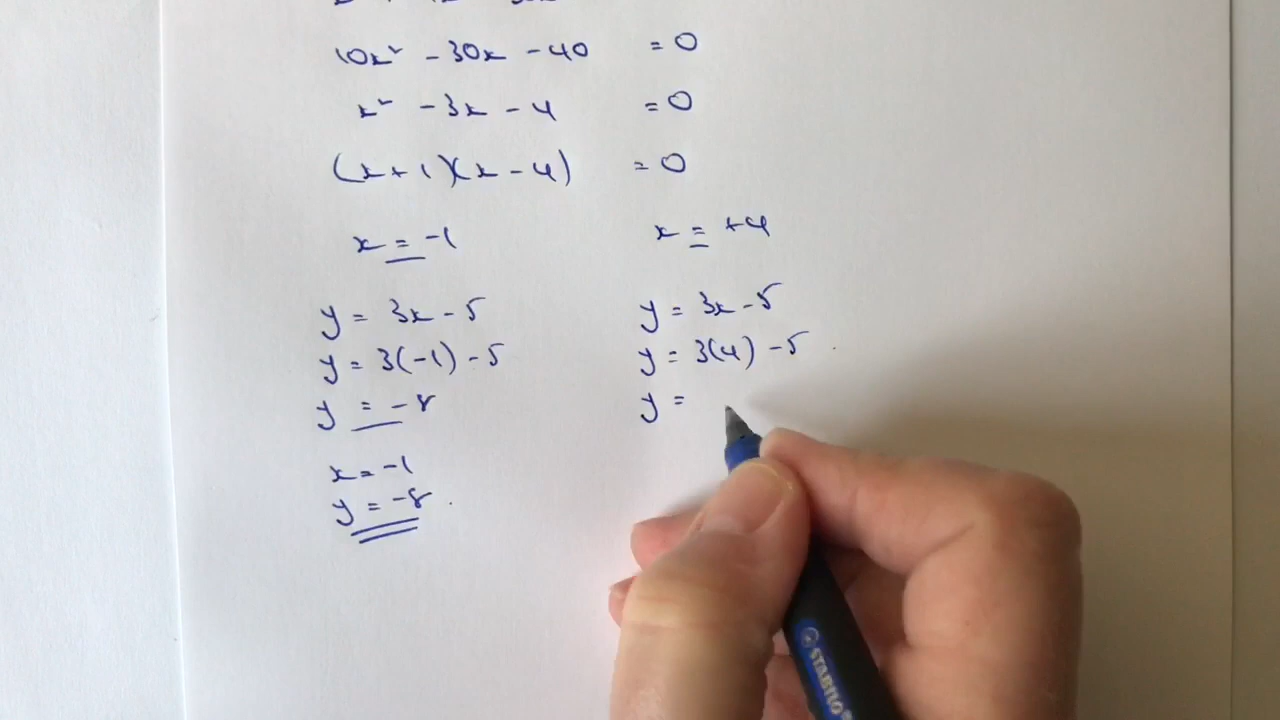 10x² - 30x - 40 = 0
x² - 3x - 4 = 0
(x+1)(x-4) = 0
x = -1
x = +4
y = 3x - 5
y = 3(-1) - 5
y = -8
x = -1
y = -8
y = 3x - 5
y = 3(4) - 5
y =
STABILO®